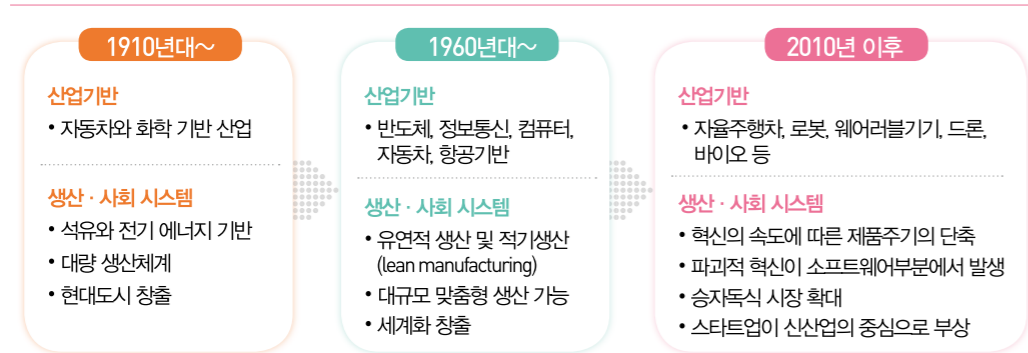 1910년대~
산업기반
• 자동차와 화학 기반 산업
생산 · 사회 시스템
• 석유와 전기 에너지 기반
• 대량 생산체계
• 현대도시 창출
1960년대~
산업기반
• 반도체, 정보통신, 컴퓨터,
자동차, 항공기반
생산 · 사회 시스템
• 유연적 생산 및 적기생산
(lean manufacturing)
• 대규모 맞춤형 생산 가능
• 세계화 창출
2010년 이후
산업기반
• 자율주행차, 로봇, 웨어러블기기, 드론,
바이오 등
생산 · 사회 시스템
• 혁신의 속도에 따른 제품주기의 단축
• 파괴적 혁신이 소프트웨어부분에서 발생
• 승자독식 시장 확대
• 스타트업이 신산업의 중심으로 부상